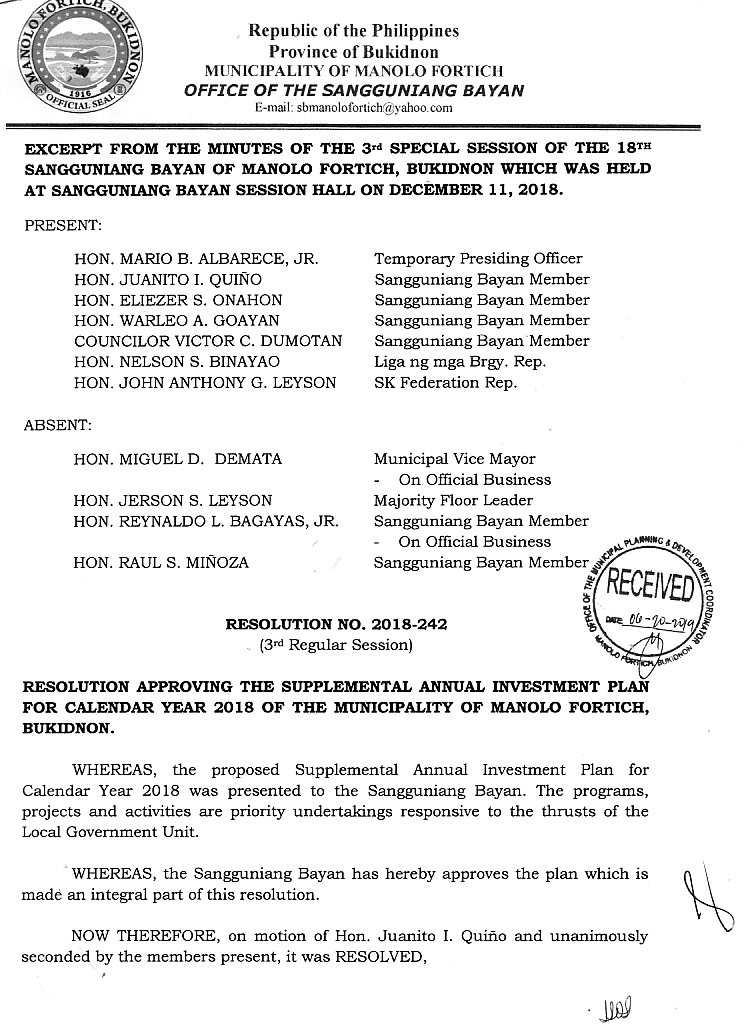 MANOLO FORTICH, BUKIDNON
1916
OFFICIAL SEAL
Republic of the Philippines
Province of Bukidnon
MUNICIPALITY OF MANOLO FORTICH
OFFICE OF THE SANGGUNIANG BAYAN
E-mail: sbmanolofortich@yahoo.com
EXCERPT FROM THE MINUTES OF THE 3rd SPECIAL SESSION OF THE 18TH
SANGGUNIANG BAYAN OF MANOLO FORTICH, BUKIDNON WHICH WAS HELD
AT SANGGUNIANG BAYAN SESSION HALL ON DECEMBER 11, 2018.
PRESENT:
HON. MARIO B. ALBARECE, JR. Temporary Presiding Officer
HON. JUANITO I. QUIÑO Sangguniang Bayan Member
HON. ELIEZER S. ONAHON Sangguniang Bayan Member
HON. WARLEO A. GOAYAN Sangguniang Bayan Member
COUNCILOR VICTOR C. DUMOTAN Sangguniang Bayan Member
HON. NELSON S. BINAYAO Liga ng mga Brgy. Rep.
HON. JOHN ANTHONY G. LEYSON SK Federation Rep.
ABSENT:
HON. MIGUEL D. DEMATA Municipal Vice Mayor
- On Official Business
HON. JERSON S. LEYSON Majority Floor Leader
HON. REYNALDO L. BAGAYAS, JR. Sangguniang Bayan Member
- On Official Business
HON. RAUL S. MIÑOZA Sangguniang Bayan Member
OFFICE OF THE MUNICIPAL PLANNING & DEVELOPMENT COORDINATOR
RECEIVED
DATE 06-20-2019
MANOLO FORTICH, BUKIDNON
RESOLUTION NO. 2018-242
(3rd Regular Session)
RESOLUTION APPROVING THE SUPPLEMENTAL ANNUAL INVESTMENT PLAN
FOR CALENDAR YEAR 2018 OF THE MUNICIPALITY OF MANOLO FORTICH,
BUKIDNON.
WHEREAS, the proposed Supplemental Annual Investment Plan for
Calendar Year 2018 was presented to the Sangguniang Bayan. The programs,
projects and activities are priority undertakings responsive to the thrusts of the
Local Government Unit.
WHEREAS, the Sangguniang Bayan has hereby approves the plan which is
made an integral part of this resolution.
NOW THEREFORE, on motion of Hon. Juanito I. Quiño and unanimously
seconded by the members present, it was RESOLVED,